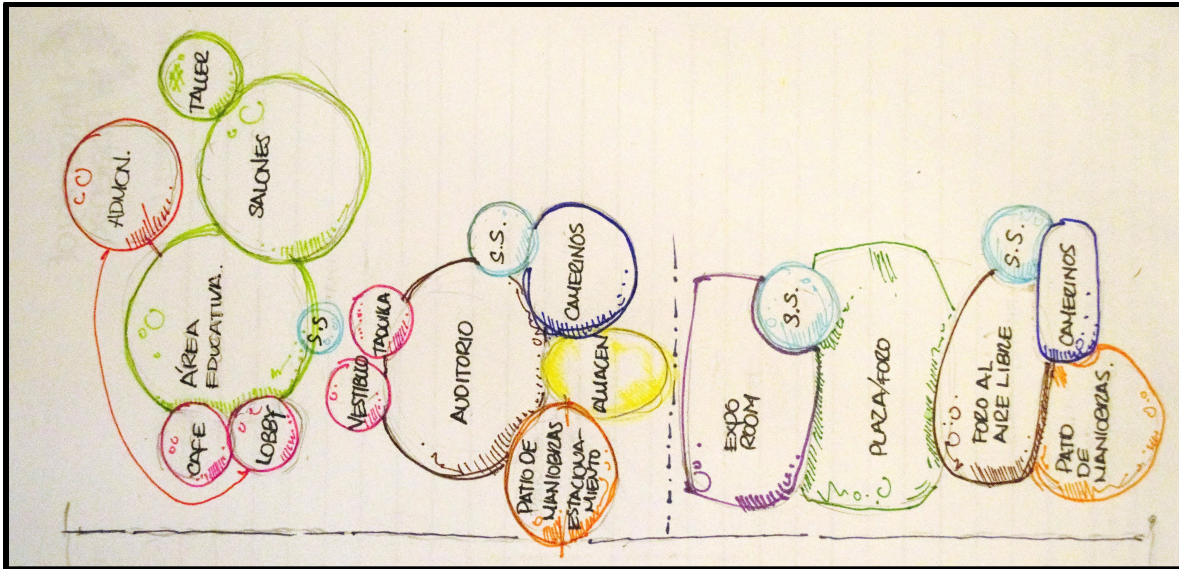 TALLER
ADMON.
SALONES
ÁREA
EDUCATIVA.
S.S
CAFE
LOBBY
TAQUILLA
VESTIBULO
AUDITORIO
S.S.
CAMERINOS
ALMACEN
PATIO DE
MANIOBRAS
ESTACIONA-
MIENTO
EXPO
ROOM
S.S.
PLAZA/FORO
FORO AL
AIRE LIBRE
S.S.
CAMERINOS
PATIO
DE
MANIOBRAS.